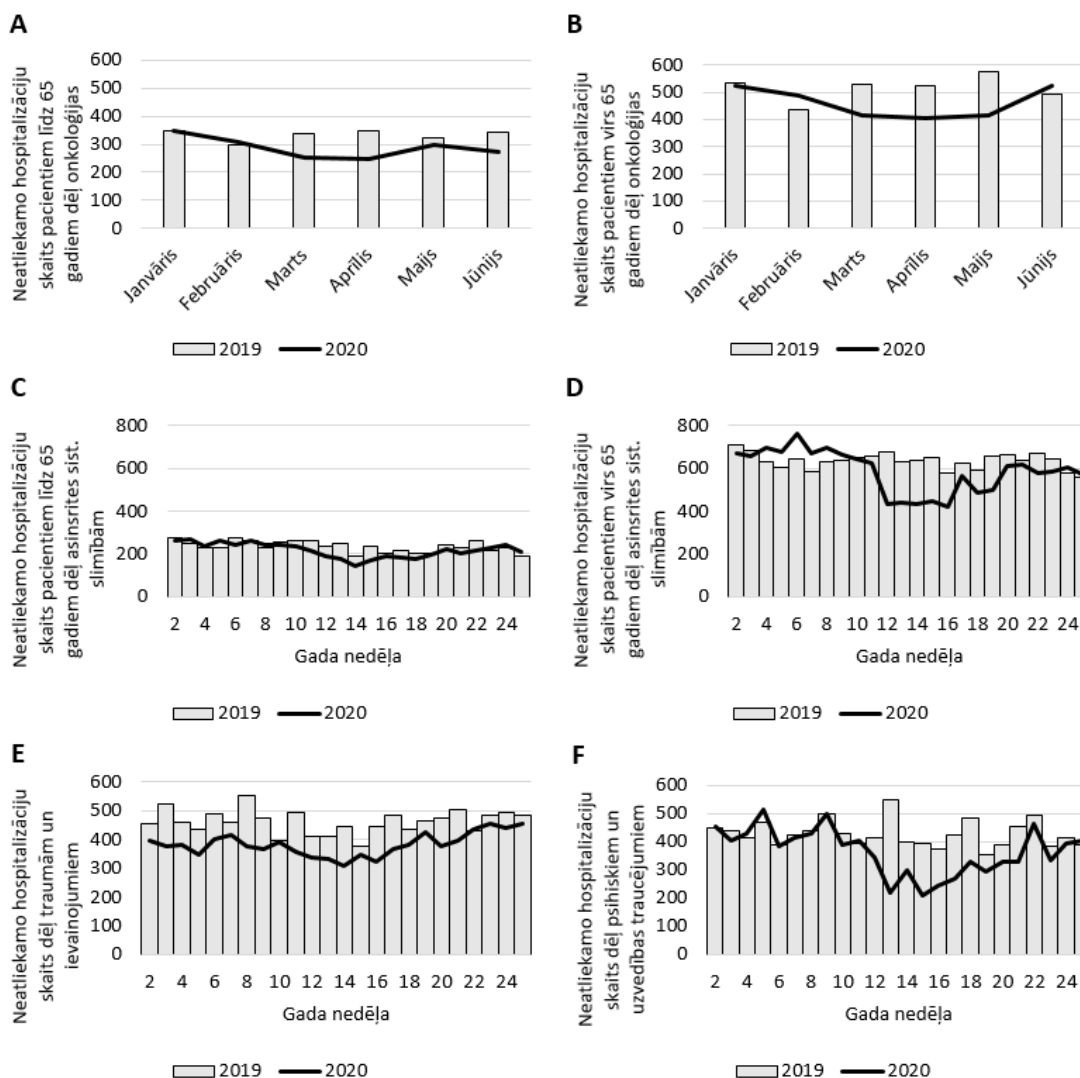 A
Neatliekamo hospitalizāciju
skaits pacientiem līdz 65
gadiem dēļ onkoloģijas
600
500
400
300
200
100
0
Janvāris
Februāris
Marts
Aprīlis
Maijs
Jūnijs
2019
2020
B
Neatliekamo hospitalizāciju
skaits pacientiem virs 65
gadiem dēļ onkoloģijas
600
500
400
300
200
100
0
Janvāris
Februāris
Marts
Aprīlis
Maijs
Jūnijs
2019
2020
C
Neatliekamo hospitalizāciju
skaits pacientiem līdz 65
gadiem dēļ asinsrites sist.
slimībām
800
600
400
200
0
2 4 6 8 10 12 14 16 18 20 22 24
Gada nedēļa
2019
2020
D
Neatliekamo hospitalizāciju
skaits pacientiem virs 65
gadiem dēļ asinsrites sist.
slimībām
800
600
400
200
0
2 4 6 8 10 12 14 16 18 20 22 24
Gada nedēļa
2019
2020
E
Neatliekamo hospitalizāciju
skaits dēļ traumām un
ievainojumiem
600
500
400
300
200
100
0
2 4 6 8 10 12 14 16 18 20 22 24
Gada nedēļa
2019
2020
F
Neatliekamo hospitalizāciju
skaits dēļ psihiskiem un
uzvedības traucējumiem
600
500
400
300
200
100
0
2 4 6 8 10 12 14 16 18 20 22 24
Gada nedēļa
2019
2020